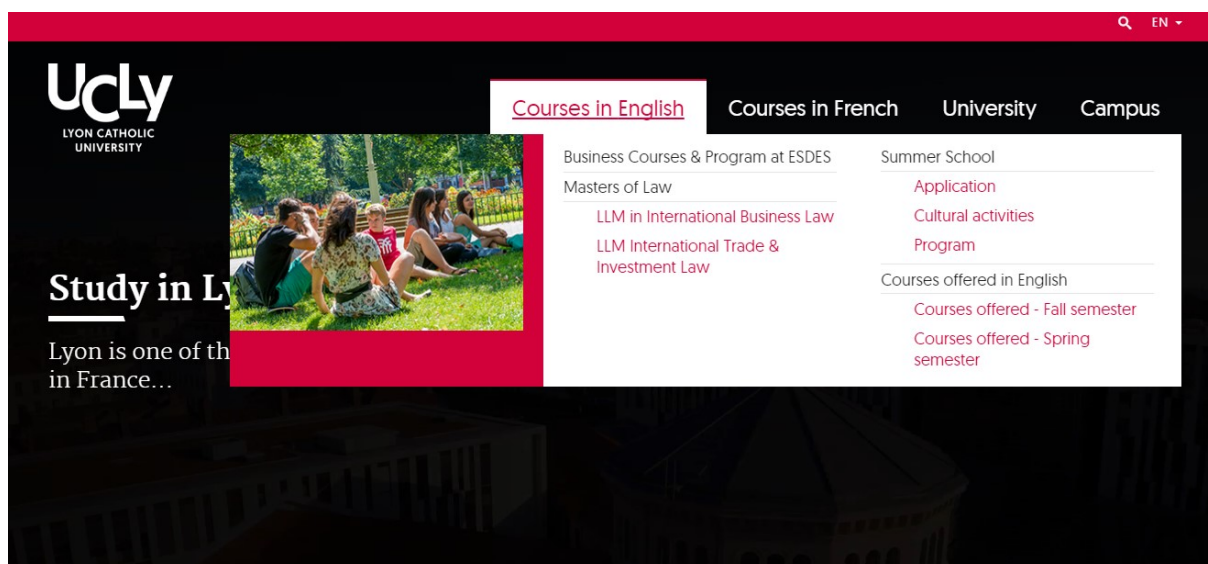 EN
UCLy
LYON CATHOLIC
UNIVERSITY
Courses in English
Courses in French
University
Campus
Business Courses & Program at ESDES
Masters of Law
LLM in International Business Law
LLM International Trade &
Investment Law
Summer School
Application
Cultural activities
Program
Courses offered in English
Courses offered - Fall semester
Courses offered - Spring
semester
Study in Ly
Lyon is one of th
in France...